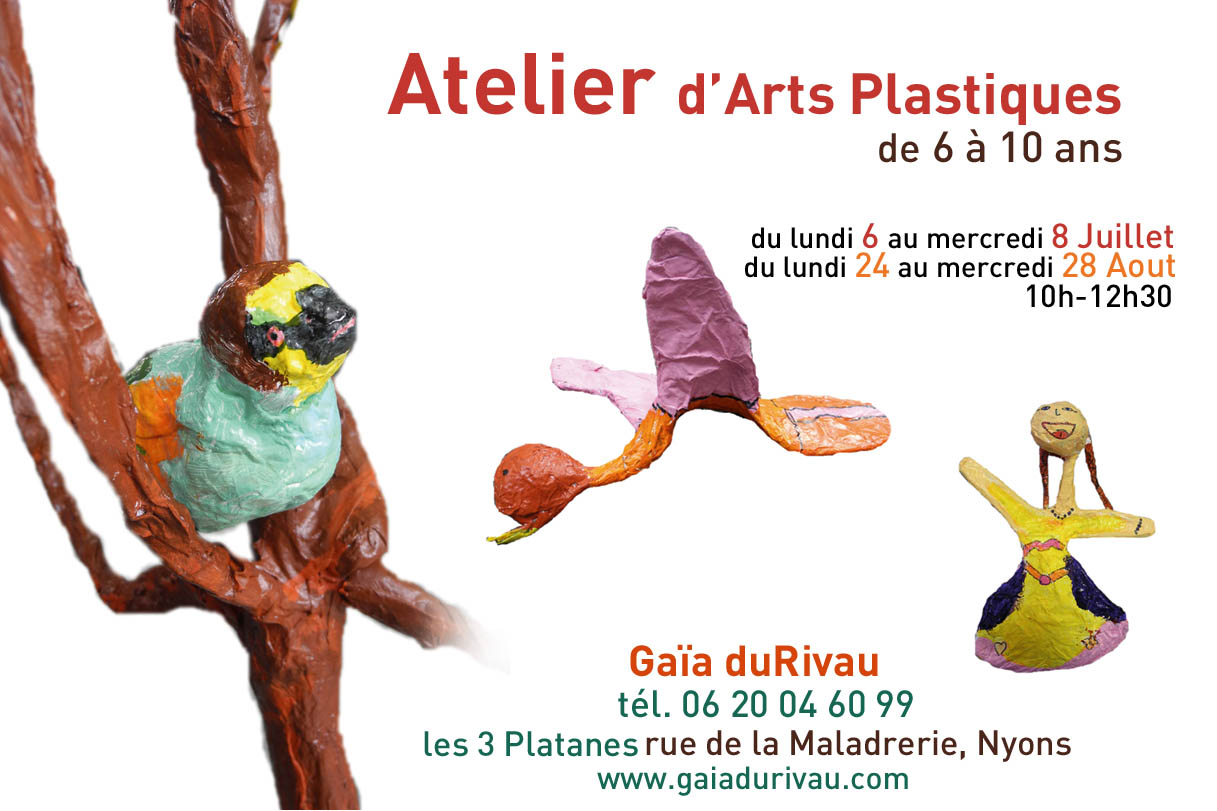 Atelier d'Arts Plastiques
de 6 à 10 ans
du lundi 6 au mercredi 8 Juillet
du lundi 24 au mercredi 28 Aout
10h-12h30
Gaïa duRivau
tél. 06 20 04 60 99
les 3 Platanes rue de la Maladrerie, Nyons
www.gaiadurivau.com